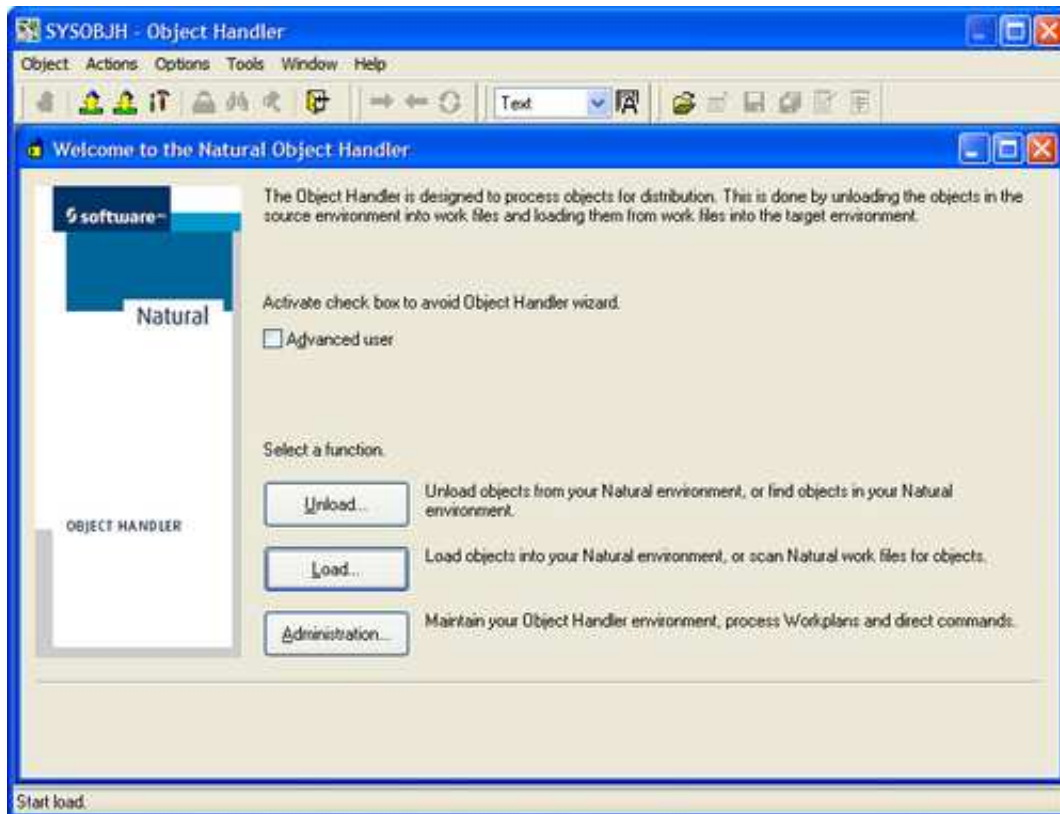 SYSOBJH - Object Handler
Object Actions Options Tools Window Help
Text
Welcome to the Natural Object Handler
software
Natural
OBJECT HANDLER
The Object Handler is designed to process objects for distribution. This is done by unloading the objects in the
source environment into work files and loading them from work files into the target environment.
Activate check box to avoid Object Handler wizard.
Advanced user
Select a function.
Unload...
Unload objects from your Natural environment, or find objects in your Natural
environment.
Load...
Load objects into your Natural environment, or scan Natural work files for objects.
Administration...
Maintain your Object Handler environment, process Workplans and direct commands.
Start load.